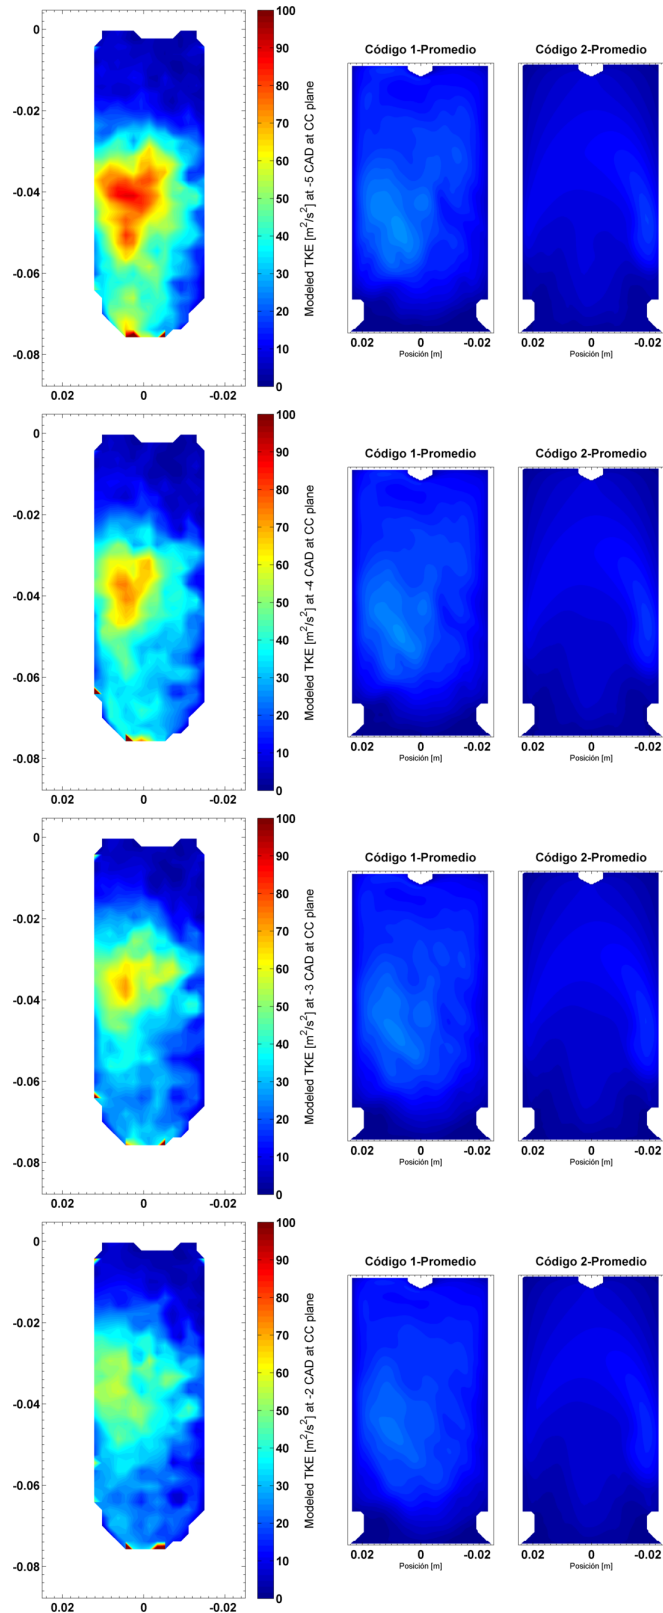 0
-0.02
-0.04
-0.06
-0.08
0.02 0 -0.02
100
90
80
70
60
50
40
30
20
10
0
Modeled TKE [m²/s²] at -5 CAD at CC plane
Código 1-Promedio
0.02 0 -0.02
Posición [m]
Código 2-Promedio
0.02 0 -0.02
Posición [m]
0
-0.02
-0.04
-0.06
-0.08
0.02 0 -0.02
100
90
80
70
60
50
40
30
20
10
0
Modeled TKE [m²/s²] at -4 CAD at CC plane
Código 1-Promedio
0.02 0 -0.02
Posición [m]
Código 2-Promedio
0.02 0 -0.02
Posición [m]
0
-0.02
-0.04
-0.06
-0.08
0.02 0 -0.02
100
90
80
70
60
50
40
30
20
10
0
Modeled TKE [m²/s²] at -3 CAD at CC plane
Código 1-Promedio
0.02 0 -0.02
Posición [m]
Código 2-Promedio
0.02 0 -0.02
Posición [m]
0
-0.02
-0.04
-0.06
-0.08
0.02 0 -0.02
100
90
80
70
60
50
40
30
20
10
0
Modeled TKE [m²/s²] at -2 CAD at CC plane
Código 1-Promedio
0.02 0 -0.02
Posición [m]
Código 2-Promedio
0.02 0 -0.02
Posición [m]